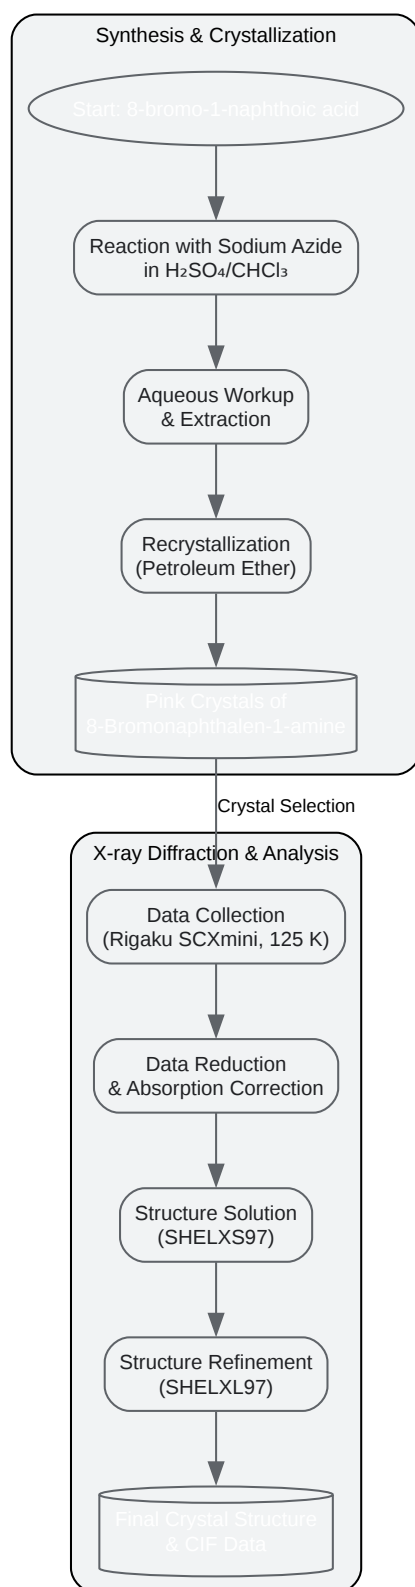 Synthesis & Crystallization
Start: 8-bromo-1-naphthoic acid
Reaction with Sodium Azide
in H₂SO₄/CHCl₃
Aqueous Workup
& Extraction
Recrystallization
(Petroleum Ether)
Pink Crystals of
8-Bromonaphthalen-1-amine
Crystal Selection
X-ray Diffraction & Analysis
Data Collection
(Rigaku SCXmini, 125 K)
Data Reduction
& Absorption Correction
Structure Solution
(SHELXS97)
Structure Refinement
(SHELXL97)
Final Crystal Structure
& CIF Data